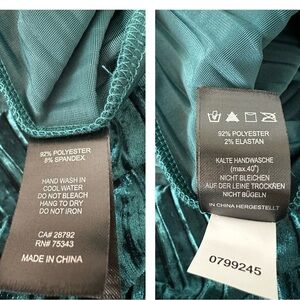 92% POLYESTER
8% SPANDEX
HAND WASH IN
COOL WATER
DO NOT BLEACH
HANG TO DRY
DO NOT IRON
CA# 28792
RN# 75343
MADE IN CHINA
92% POLYESTER
2% ELASTAN
KALTE HANDWÄSCHE
(max.40°)
NICHT BLEICHEN
AUF DER LEINE TROCKNEN
NICHT BÜGELN
IN CHINA HERGESTELLT
0799245